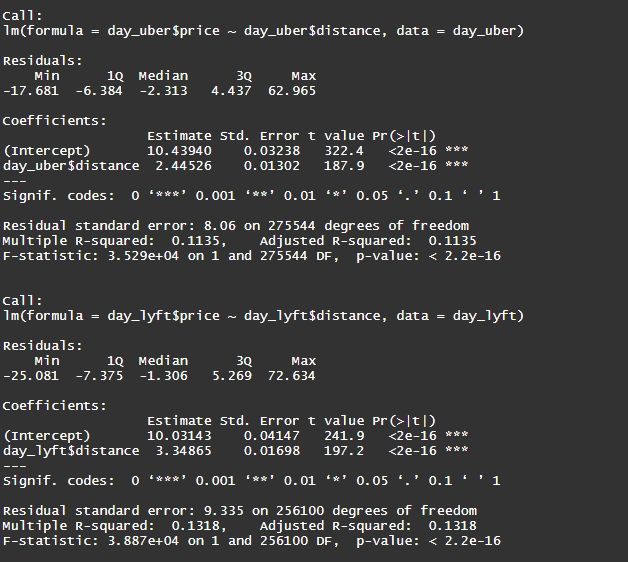 Call:
lm(formula = day_uber$price ~ day_uber$distance, data = day_uber)
Residuals:
    Min      1Q  Median      3Q     Max
-17.681  -6.384  -2.313   4.437  62.965
Coefficients:
                  Estimate Std. Error t value Pr(>|t|)
(Intercept)       10.43940    0.03238   322.4   <2e-16 ***
day_uber$distance  2.44526    0.01302   187.9   <2e-16 ***
---
Signif. codes:  0 ‘***’ 0.001 ‘**’ 0.01 ‘*’ 0.05 ‘.’ 0.1 ‘ ’ 1
Residual standard error: 8.06 on 275544 degrees of freedom
Multiple R-squared:  0.1135,    Adjusted R-squared:  0.1135
F-statistic: 3.529e+04 on 1 and 275544 DF,  p-value: < 2.2e-16
Call:
lm(formula = day_lyft$price ~ day_lyft$distance, data = day_lyft)
Residuals:
    Min      1Q  Median      3Q     Max
-25.081  -7.375  -1.306   5.269  72.634
Coefficients:
                  Estimate Std. Error t value Pr(>|t|)
(Intercept)       10.03143    0.04147   241.9   <2e-16 ***
day_lyft$distance  3.34865    0.01698   197.2   <2e-16 ***
---
Signif. codes:  0 ‘***’ 0.001 ‘**’ 0.01 ‘*’ 0.05 ‘.’ 0.1 ‘ ’ 1
Residual standard error: 9.335 on 256100 degrees of freedom
Multiple R-squared:  0.1318,    Adjusted R-squared:  0.1318
F-statistic: 3.887e+04 on 1 and 256100 DF,  p-value: < 2.2e-16